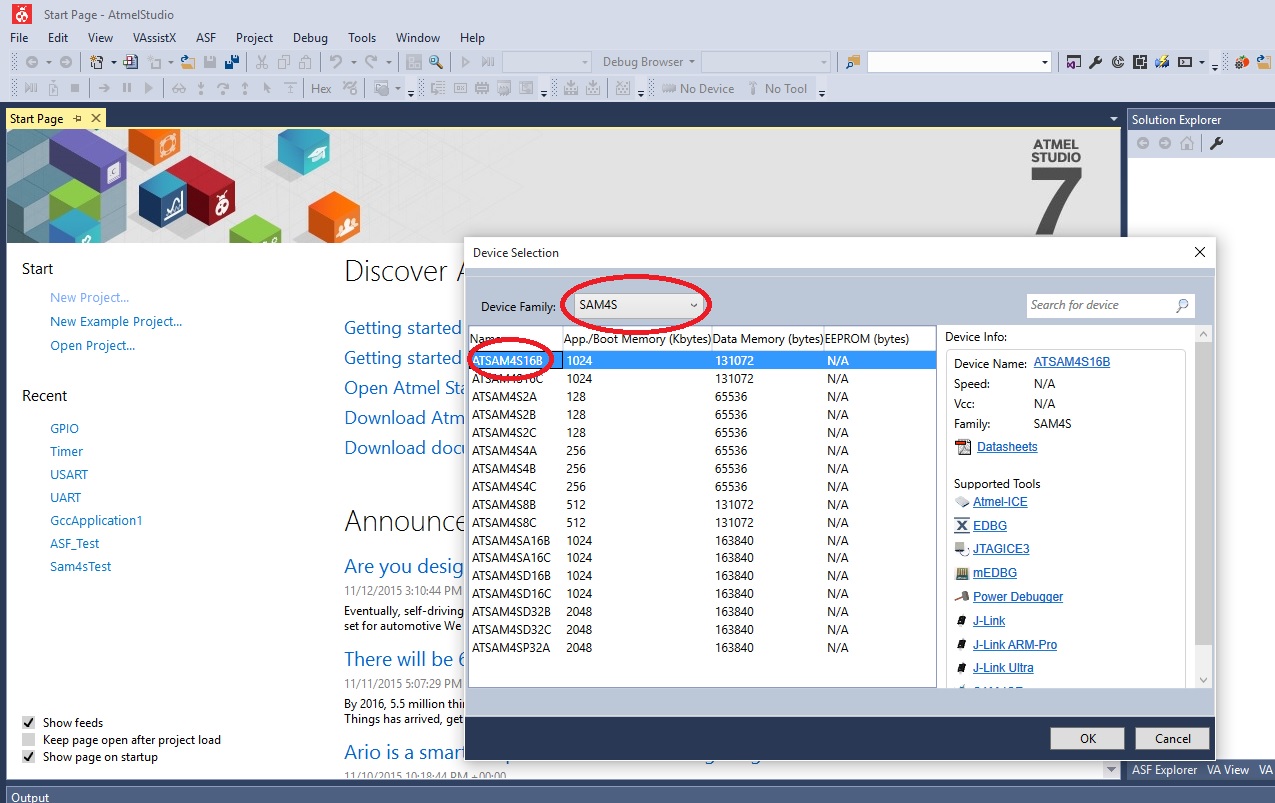 Start Page - AtmelStudio
File Edit View VAssistX ASF Project Debug Tools Window Help
Debug Browser
Hex No Device No Tool
Start Page
Solution Explorer
ATMEL
STUDIO
7
Start
New Project...
New Example Project...
Open Project...
Recent
GPIO
Timer
USART
UART
GccApplication1
ASF_Test
Sam4sTest
Show feeds
Keep page open after project load
Show page on startup
Discover
Getting started
Getting started
Open Atmel
Download
Download
Are you
11/12/2015 3:10:44 PM
Eventually, self-driving
set for automotive We
There will be
11/11/2015 5:07:29 PM
By 2016, 5.5 million
Things has arrived, get
Ario is a
11/10/2015 10:18:44 PM +00:00
Device Selection
Device Family: SAM4S
Search for device
Name App./Boot Memory (Kbytes) Data Memory (bytes) EEPROM (bytes)
ATSAM4S16B 1024 131072 N/A
ATSAM4S16C 1024 131072 N/A
ATSAM4S2A 128 65536 N/A
ATSAM4S2B 128 65536 N/A
ATSAM4S2C 128 65536 N/A
ATSAM4S4A 256 65536 N/A
ATSAM4S4B 256 65536 N/A
ATSAM4S4C 256 65536 N/A
ATSAM4S8B 512 131072 N/A
ATSAM4S8C 512 131072 N/A
ATSAM4SA16B 1024 163840 N/A
ATSAM4SA16C 1024 163840 N/A
ATSAM4SD16B 1024 163840 N/A
ATSAM4SD16C 1024 163840 N/A
ATSAM4SD32B 2048 163840 N/A
ATSAM4SD32C 2048 163840 N/A
ATSAM4SP32A 2048 163840 N/A
Device Info:
Device Name: ATSAM4S16B
Speed: N/A
Vcc: N/A
Family: SAM4S
Datasheets
Supported Tools
Atmel-ICE
EDBG
JTAGICE3
mEDBG
Power Debugger
J-Link
J-Link ARM-Pro
J-Link Ultra
OK Cancel
ASF Explorer VA View VA
Output